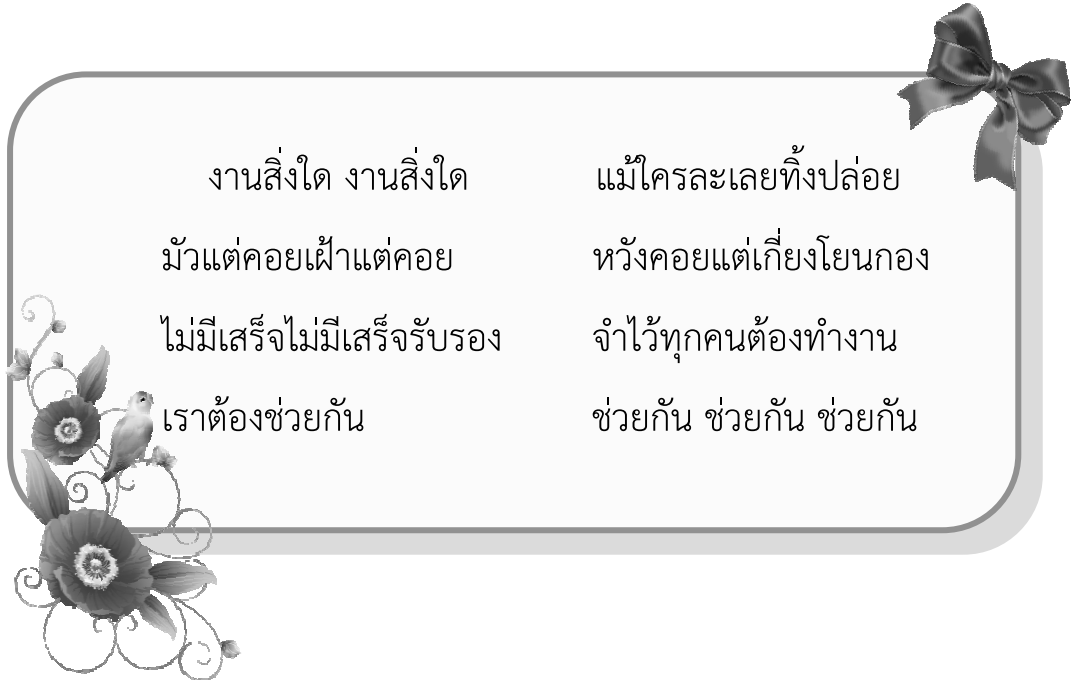 งานสิ่งใด งานสิ่งใด แม้ใครละเลยทิ้งปล่อย
มัวแต่คอยเฝ้าแต่คอย หวังคอยแต่เกี่ยงโยนกอง
ไม่มีเสร็จไม่มีเสร็จรับรอง จำไว้ทุกคนต้องทำงาน
เราต้องช่วยกัน ช่วยกัน ช่วยกัน ช่วยกัน